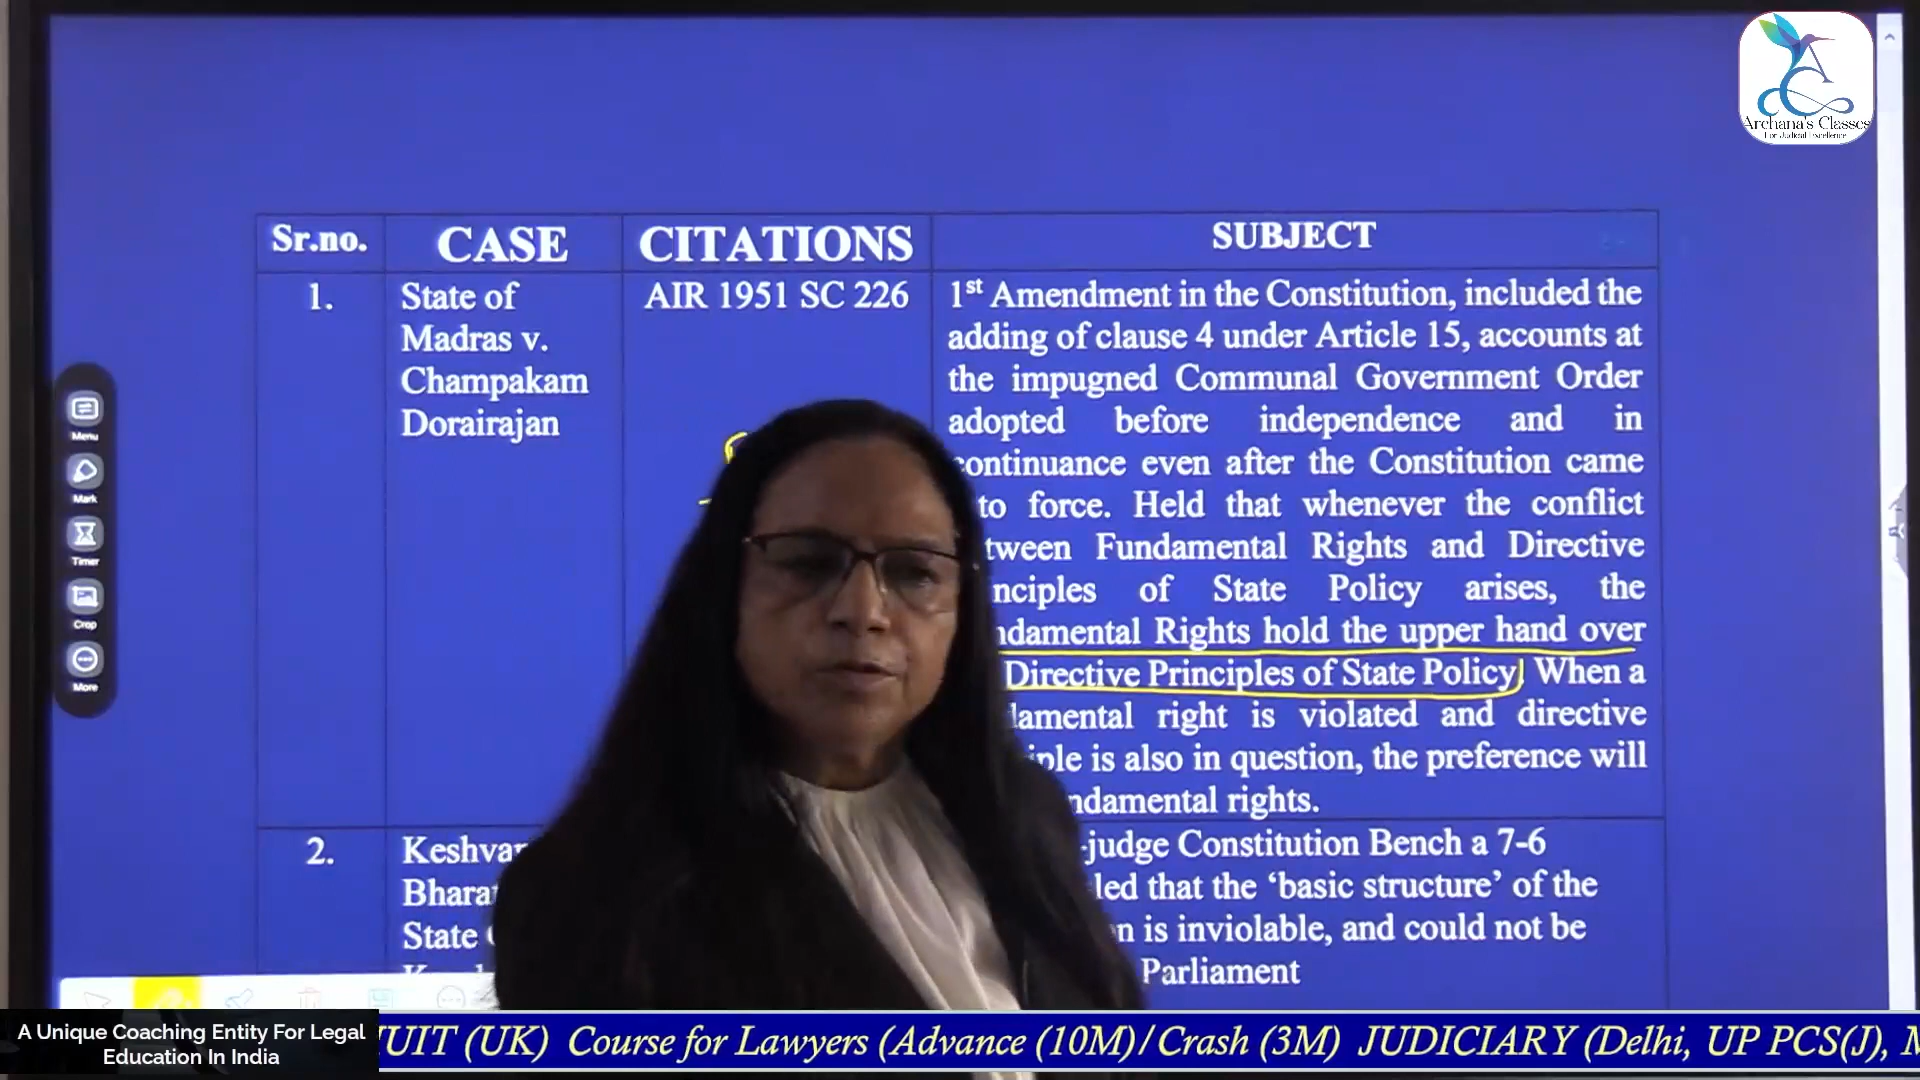 Archana's Classes
For Judicial Excellence
Sr.no. CASE CITATIONS SUBJECT
1. State of Madras v. Champakam Dorairajan
AIR 1951 SC 226
1st Amendment in the Constitution, included the
adding of clause 4 under Article 15, accounts at
the impugned Communal Government Order
adopted before independence and in
continuance even after the Constitution came
to force. Held that whenever the conflict
tween Fundamental Rights and Directive
nciples of State Policy arises, the
ndamental Rights hold the upper hand over
Directive Principles of State Policy. When a
damental right is violated and directive
iple is also in question, the preference will
ndamental rights.
2. Keshva
Bhara
State
-judge Constitution Bench a 7-6
led that the ‘basic structure’ of the
n is inviolable, and could not be
Parliament
Menu
Mark
Timer
Crop
More
A Unique Coaching Entity For Legal
Education In India
UIT (UK) Course for Lawyers (Advance (10M)/Crash (3M) JUDICIARY (Delhi, UP PCS(J), M